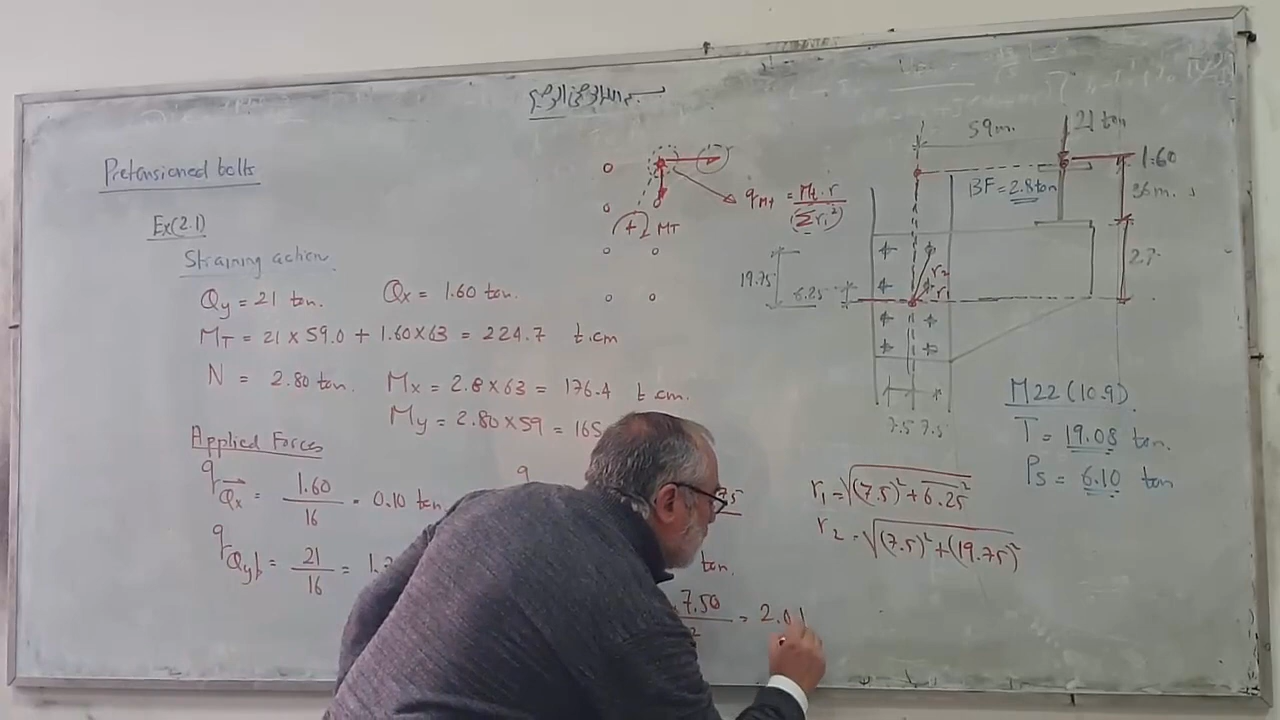 Pretensioned bolts
Ex(2.1)
Straining action.
Qy = 21 ton. Qx = 1.60 ton.
MT = 21 x 59.0 + 1.60 x 63 = 224.7 t.cm
N = 2.80 ton. Mx = 2.8 x 63 = 176.4 t.cm.
My = 2.80 x 59 = 165
Applied Forces
qQx = 1.60 / 16 = 0.10 ton
qQy = 21 / 16 = 1.
q
ton.
7.50 = 2.01
qMt = Mt . r / (Σri²)
+ MT
19.75
6.25
59 m.
21 ton
1.60
BF = 2.8 ton
36 m.
27
r2
r1
7.5 7.5
M22 (10.9).
T = 19.08 ton.
Ps = 6.10 ton
r1 = √(7.5)² + 6.25²
r2 = √(7.5)² + (19.75)²